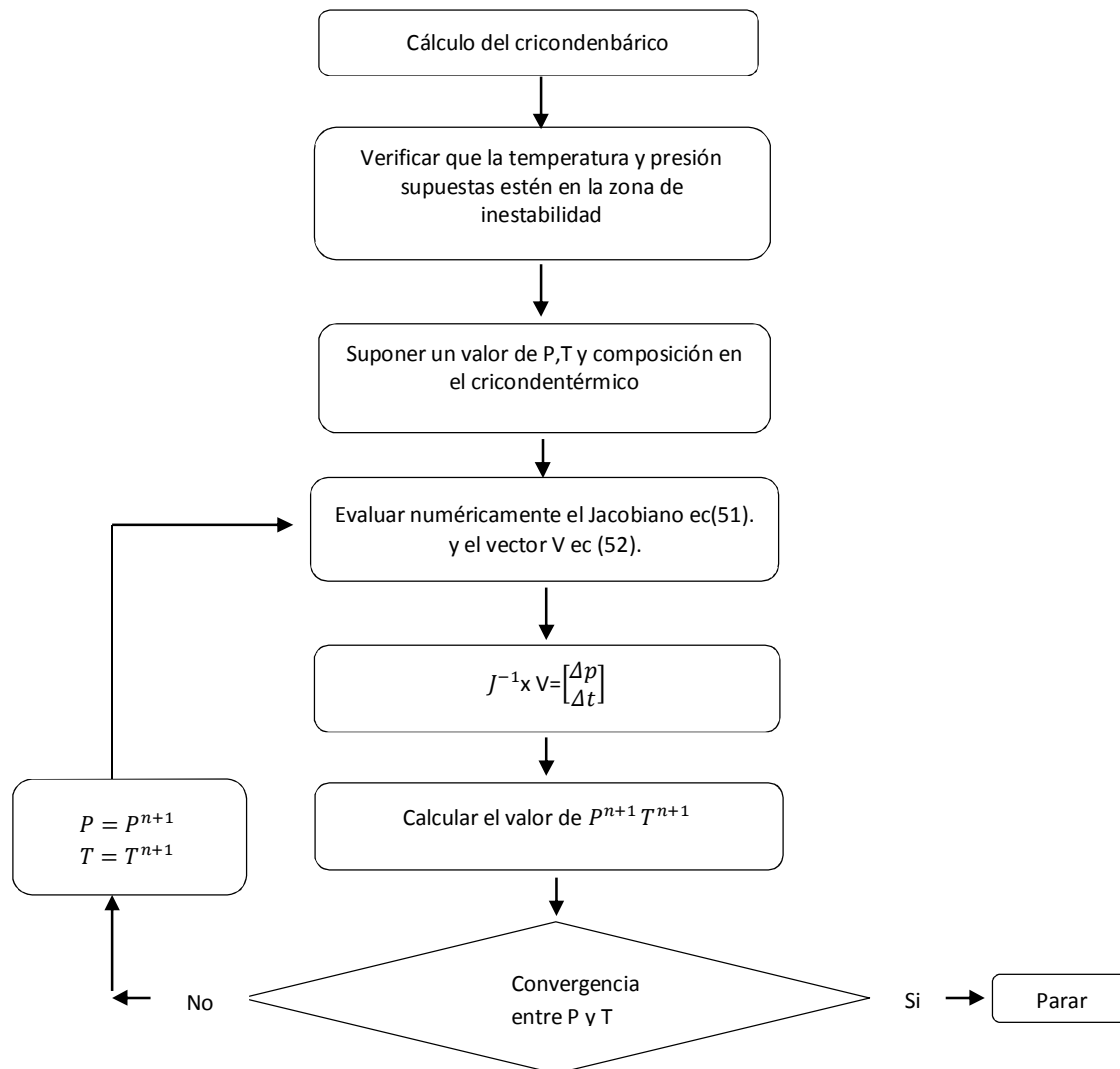 Cálculo del cricondenbárico
Verificar que la temperatura y presión
supuestas estén en la zona de
inestabilidad
Suponer un valor de P,T y composición en
el cricondentérmico
Evaluar numéricamente el Jacobiano ec(51).
y el vector V ec (52).
J⁻¹x V=[Δp
Δt]
Calcular el valor de Pⁿ⁺¹ Tⁿ⁺¹
P = Pⁿ⁺¹
T = Tⁿ⁺¹
Convergencia
entre P y T
No
Si
Parar